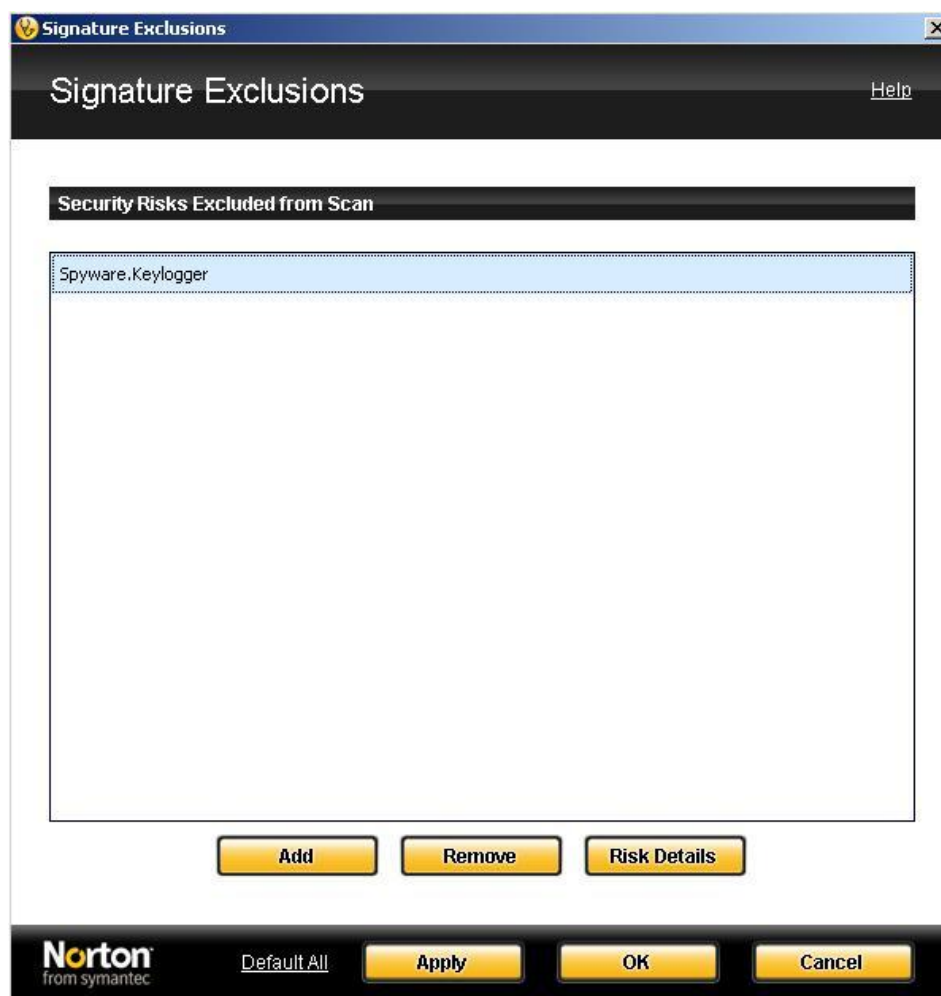 Signature Exclusions
Signature Exclusions
Help
Security Risks Excluded from Scan
Spyware.Keylogger
Add
Remove
Risk Details
Norton
from symantec
Default All
Apply
OK
Cancel